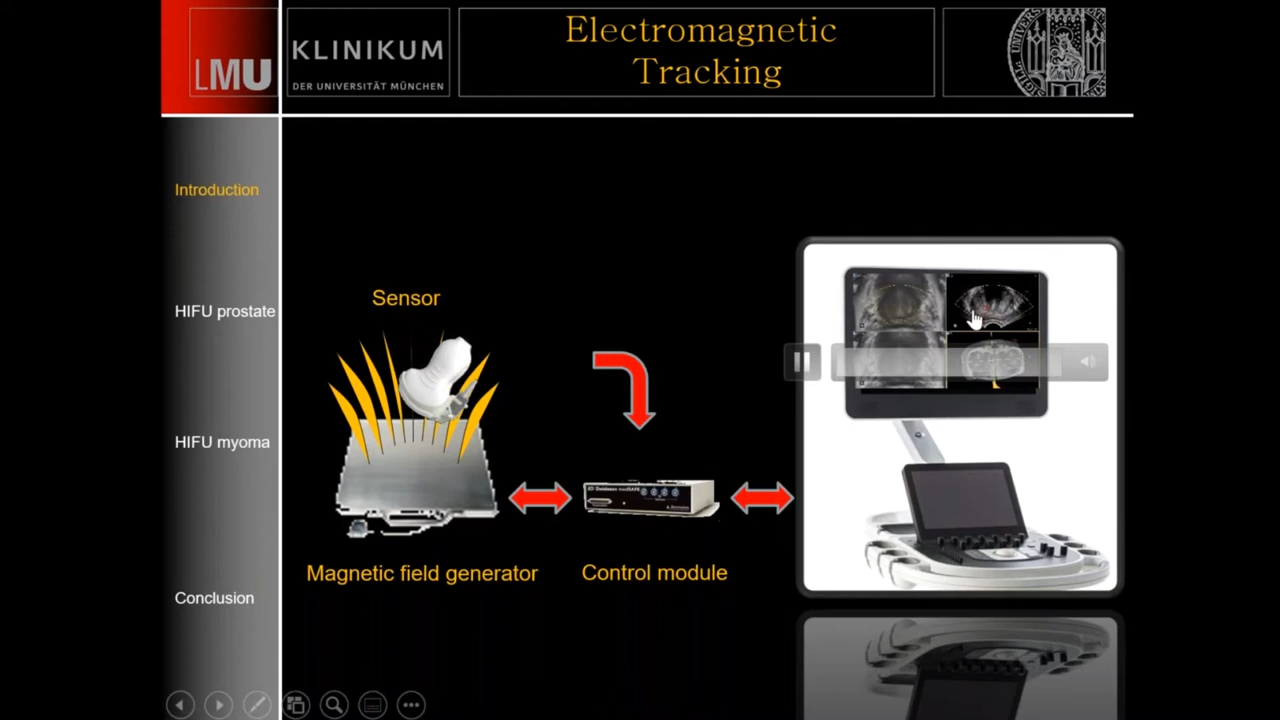 LMU
KLINIKUM
DER UNIVERSITÄT MÜNCHEN
Electromagnetic
Tracking
Introduction
HIFU prostate
HIFU myoma
Conclusion
Sensor
Magnetic field generator
Control module